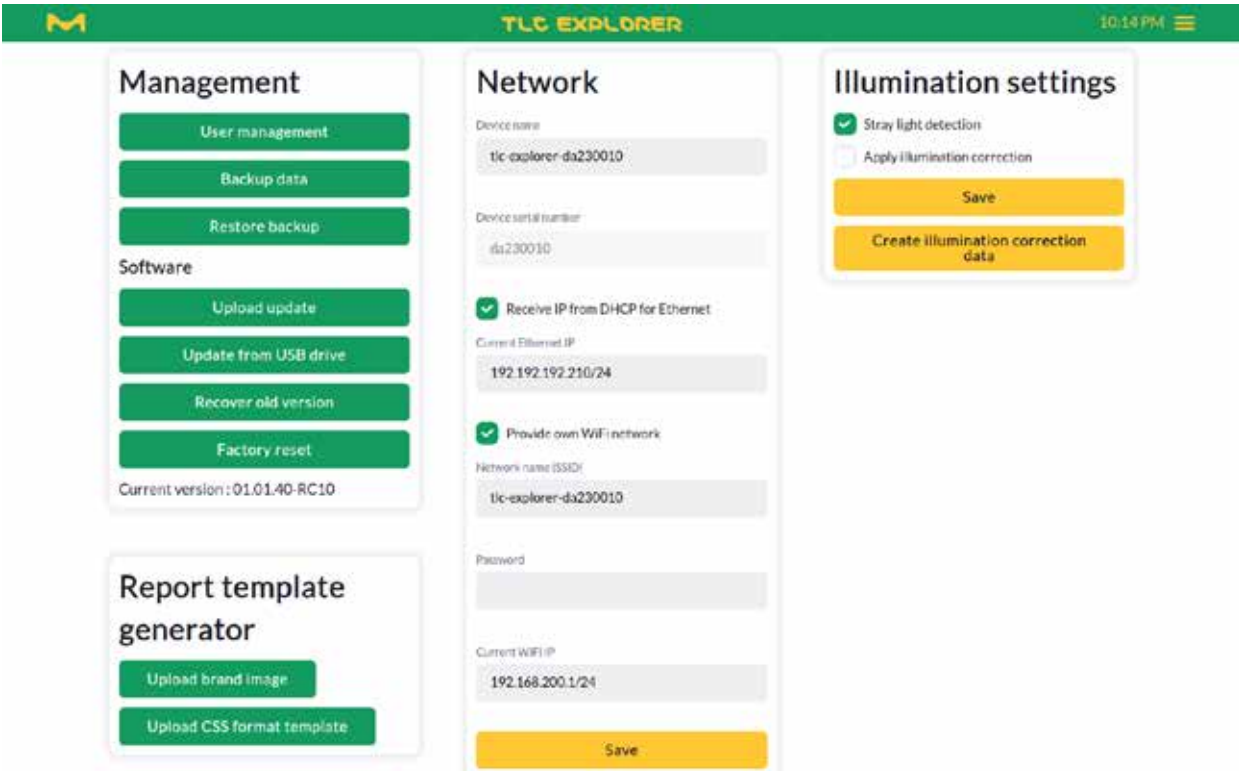 TLC EXPLORER
10:14 PM
Management
User management
Backup data
Restore backup
Software
Upload update
Update from USB drive
Recover old version
Factory reset
Current version : 01.01.40-RC10
Report template
generator
Upload brand image
Upload CSS format template
Network
Device name
tlc-explorer-da230010
Device serial number
da230010
Receive IP from DHCP for Ethernet
Current Ethernet IP
192.192.192.210/24
Provide own WiFi network
Network name (SSID)
tlc-explorer-da230010
Password
Current WiFi IP
192.168.200.1/24
Save
Illumination settings
Stray light detection
Apply illumination correction
Save
Create illumination correction
data